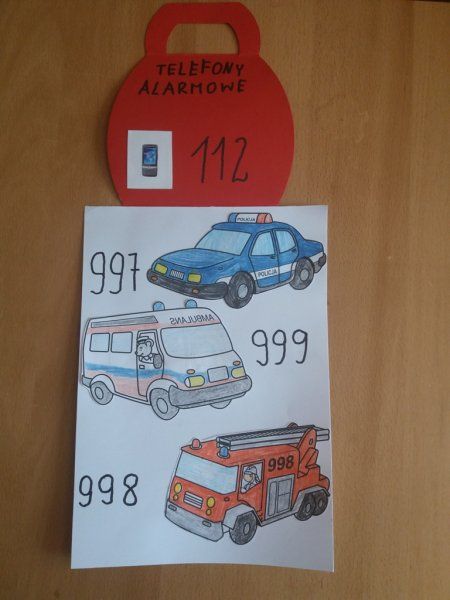 TELEFONY
ALARMOWE
112
POLICJA
997
POLICJA
AMBULANS
999
998
998